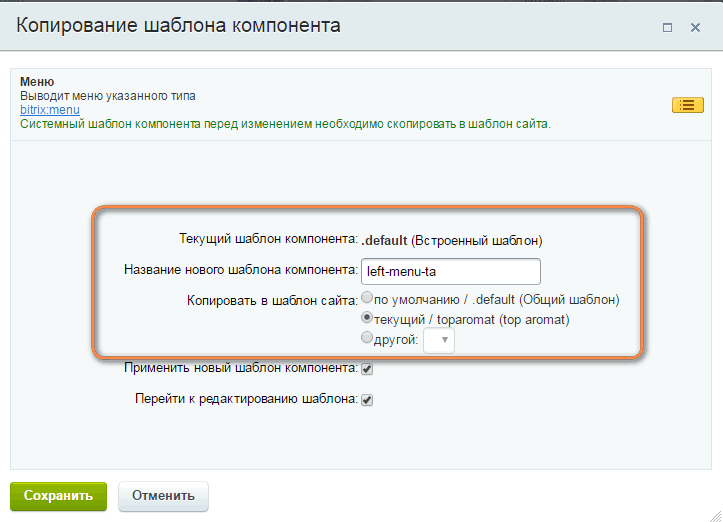 Копирование шаблона компонента
Меню
Выводит меню указанного типа
bitrix:menu
Системный шаблон компонента перед изменением необходимо скопировать в шаблон сайта.
Текущий шаблон компонента: .default (Встроенный шаблон)
Название нового шаблона компонента: left-menu-ta
Копировать в шаблон сайта: по умолчанию / .default (Общий шаблон)
текущий / toparomat (top aromat)
другой:
Применить новый шаблон компонента:
Перейти к редактированию шаблона:
Сохранить Отменить